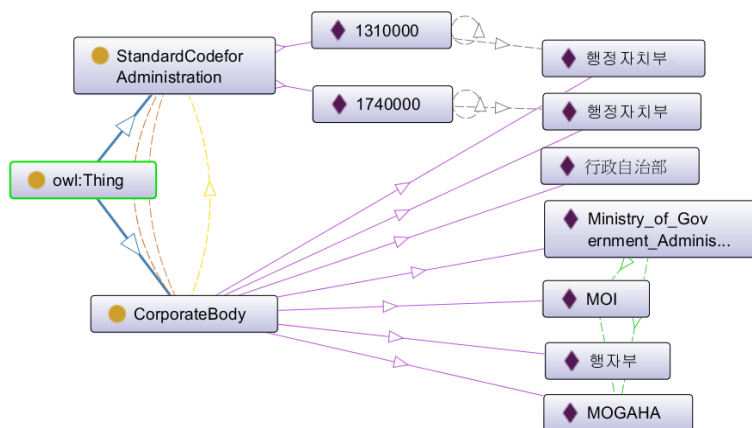 StandardCodefor
Administration
1310000
행정자치부
1740000
행정자치부
行政自治部
owl:Thing
Ministry_of_Gov
ernment_Adminis...
CorporateBody
MOI
행자부
MOGAHA